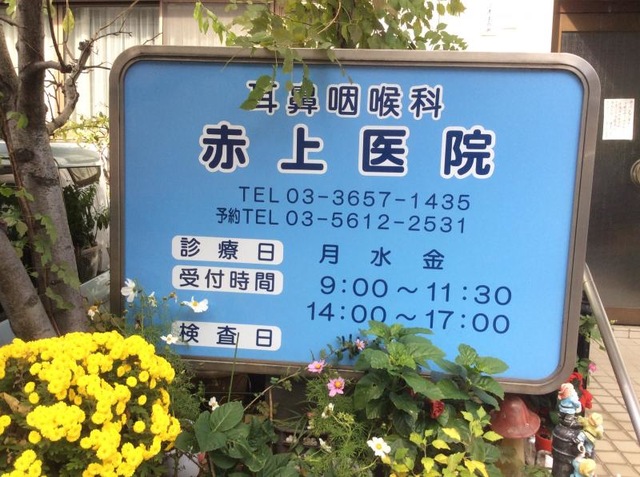 耳鼻咽喉科
赤上医院
TEL 03-3657-1435
予約TEL 03-5612-2531
診療日 月 水 金
受付時間 9:00～11:30
14:00～17:00
検査日